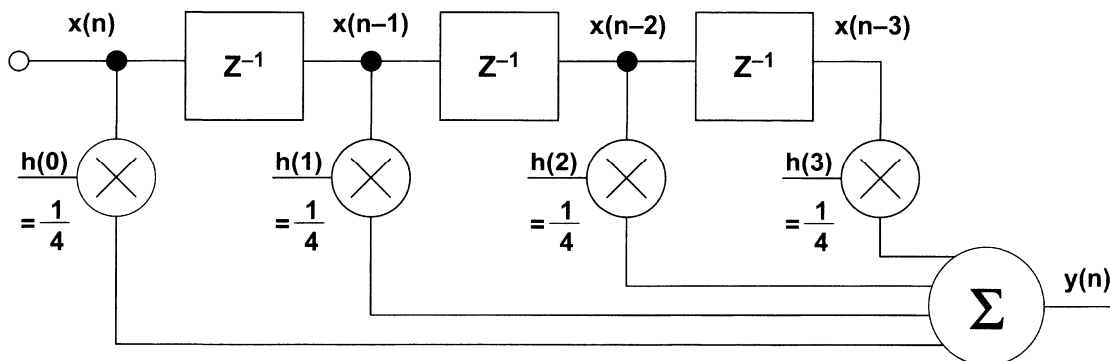 x(n) x(n–1) x(n–2) x(n–3)
Z⁻¹ Z⁻¹ Z⁻¹
h(0) h(1) h(2) h(3)
= 1/4 = 1/4 = 1/4 = 1/4
y(n)
Σ